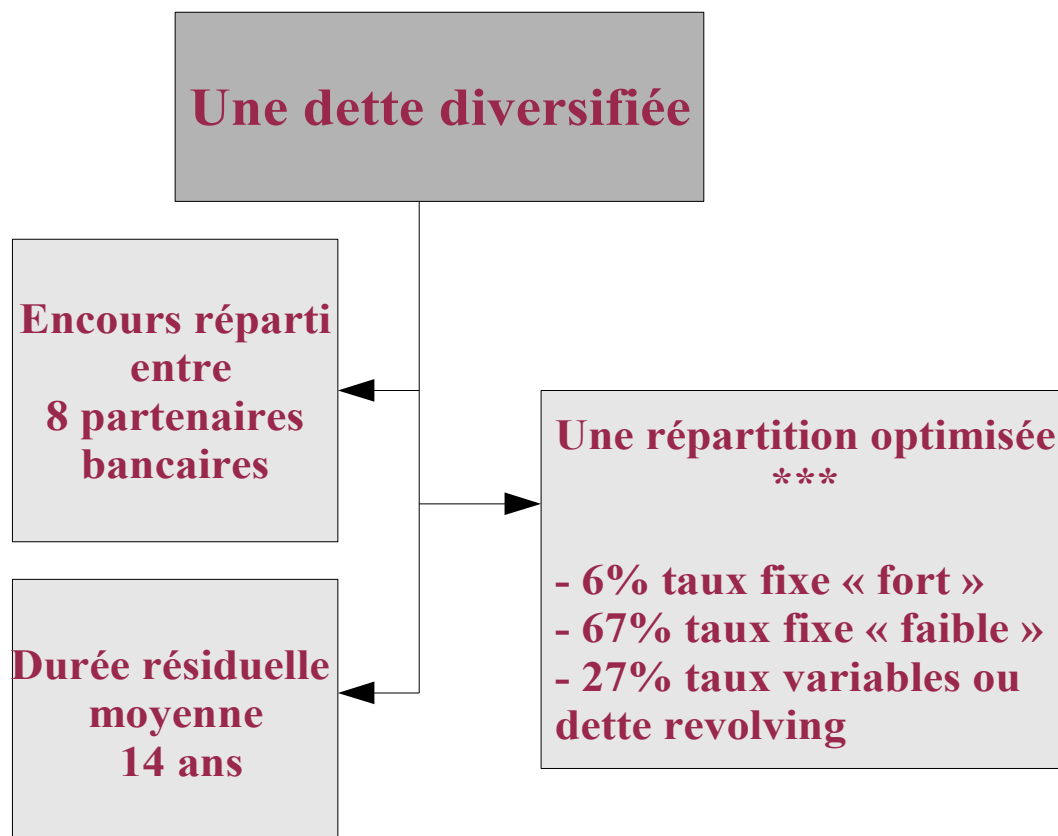 Une dette diversifiée
Encours réparti
entre
8 partenaires
bancaires
Durée résiduelle
moyenne
14 ans
Une répartition optimisée
***
- 6% taux fixe « fort »
- 67% taux fixe « faible »
- 27% taux variables ou
dette revolving